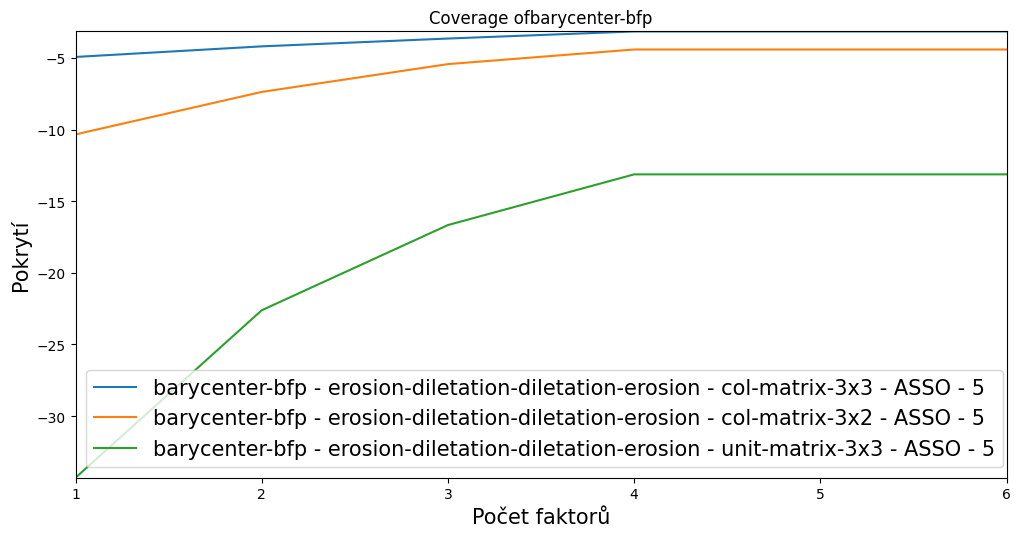 Coverage ofbarycenter-bfp
Pokrytí
−5
−10
−15
−20
−25
−30
barycenter-bfp - erosion-diletation-diletation-erosion - col-matrix-3x3 - ASSO - 5
barycenter-bfp - erosion-diletation-diletation-erosion - col-matrix-3x2 - ASSO - 5
barycenter-bfp - erosion-diletation-diletation-erosion - unit-matrix-3x3 - ASSO - 5
1 2 3 4 5 6
Počet faktorů